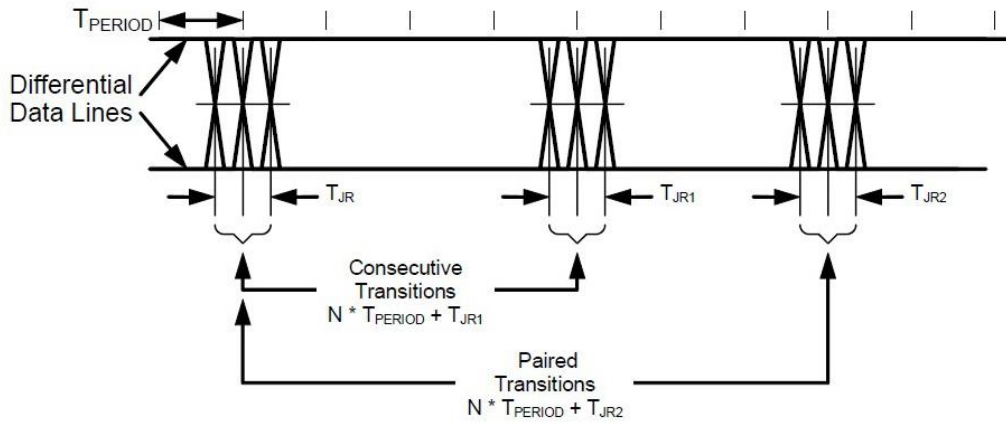 TPERIOD
Differential
Data Lines
TJR
TJR1
TJR2
Consecutive
Transitions
N * TPERIOD + TJR1
Paired
Transitions
N * TPERIOD + TJR2